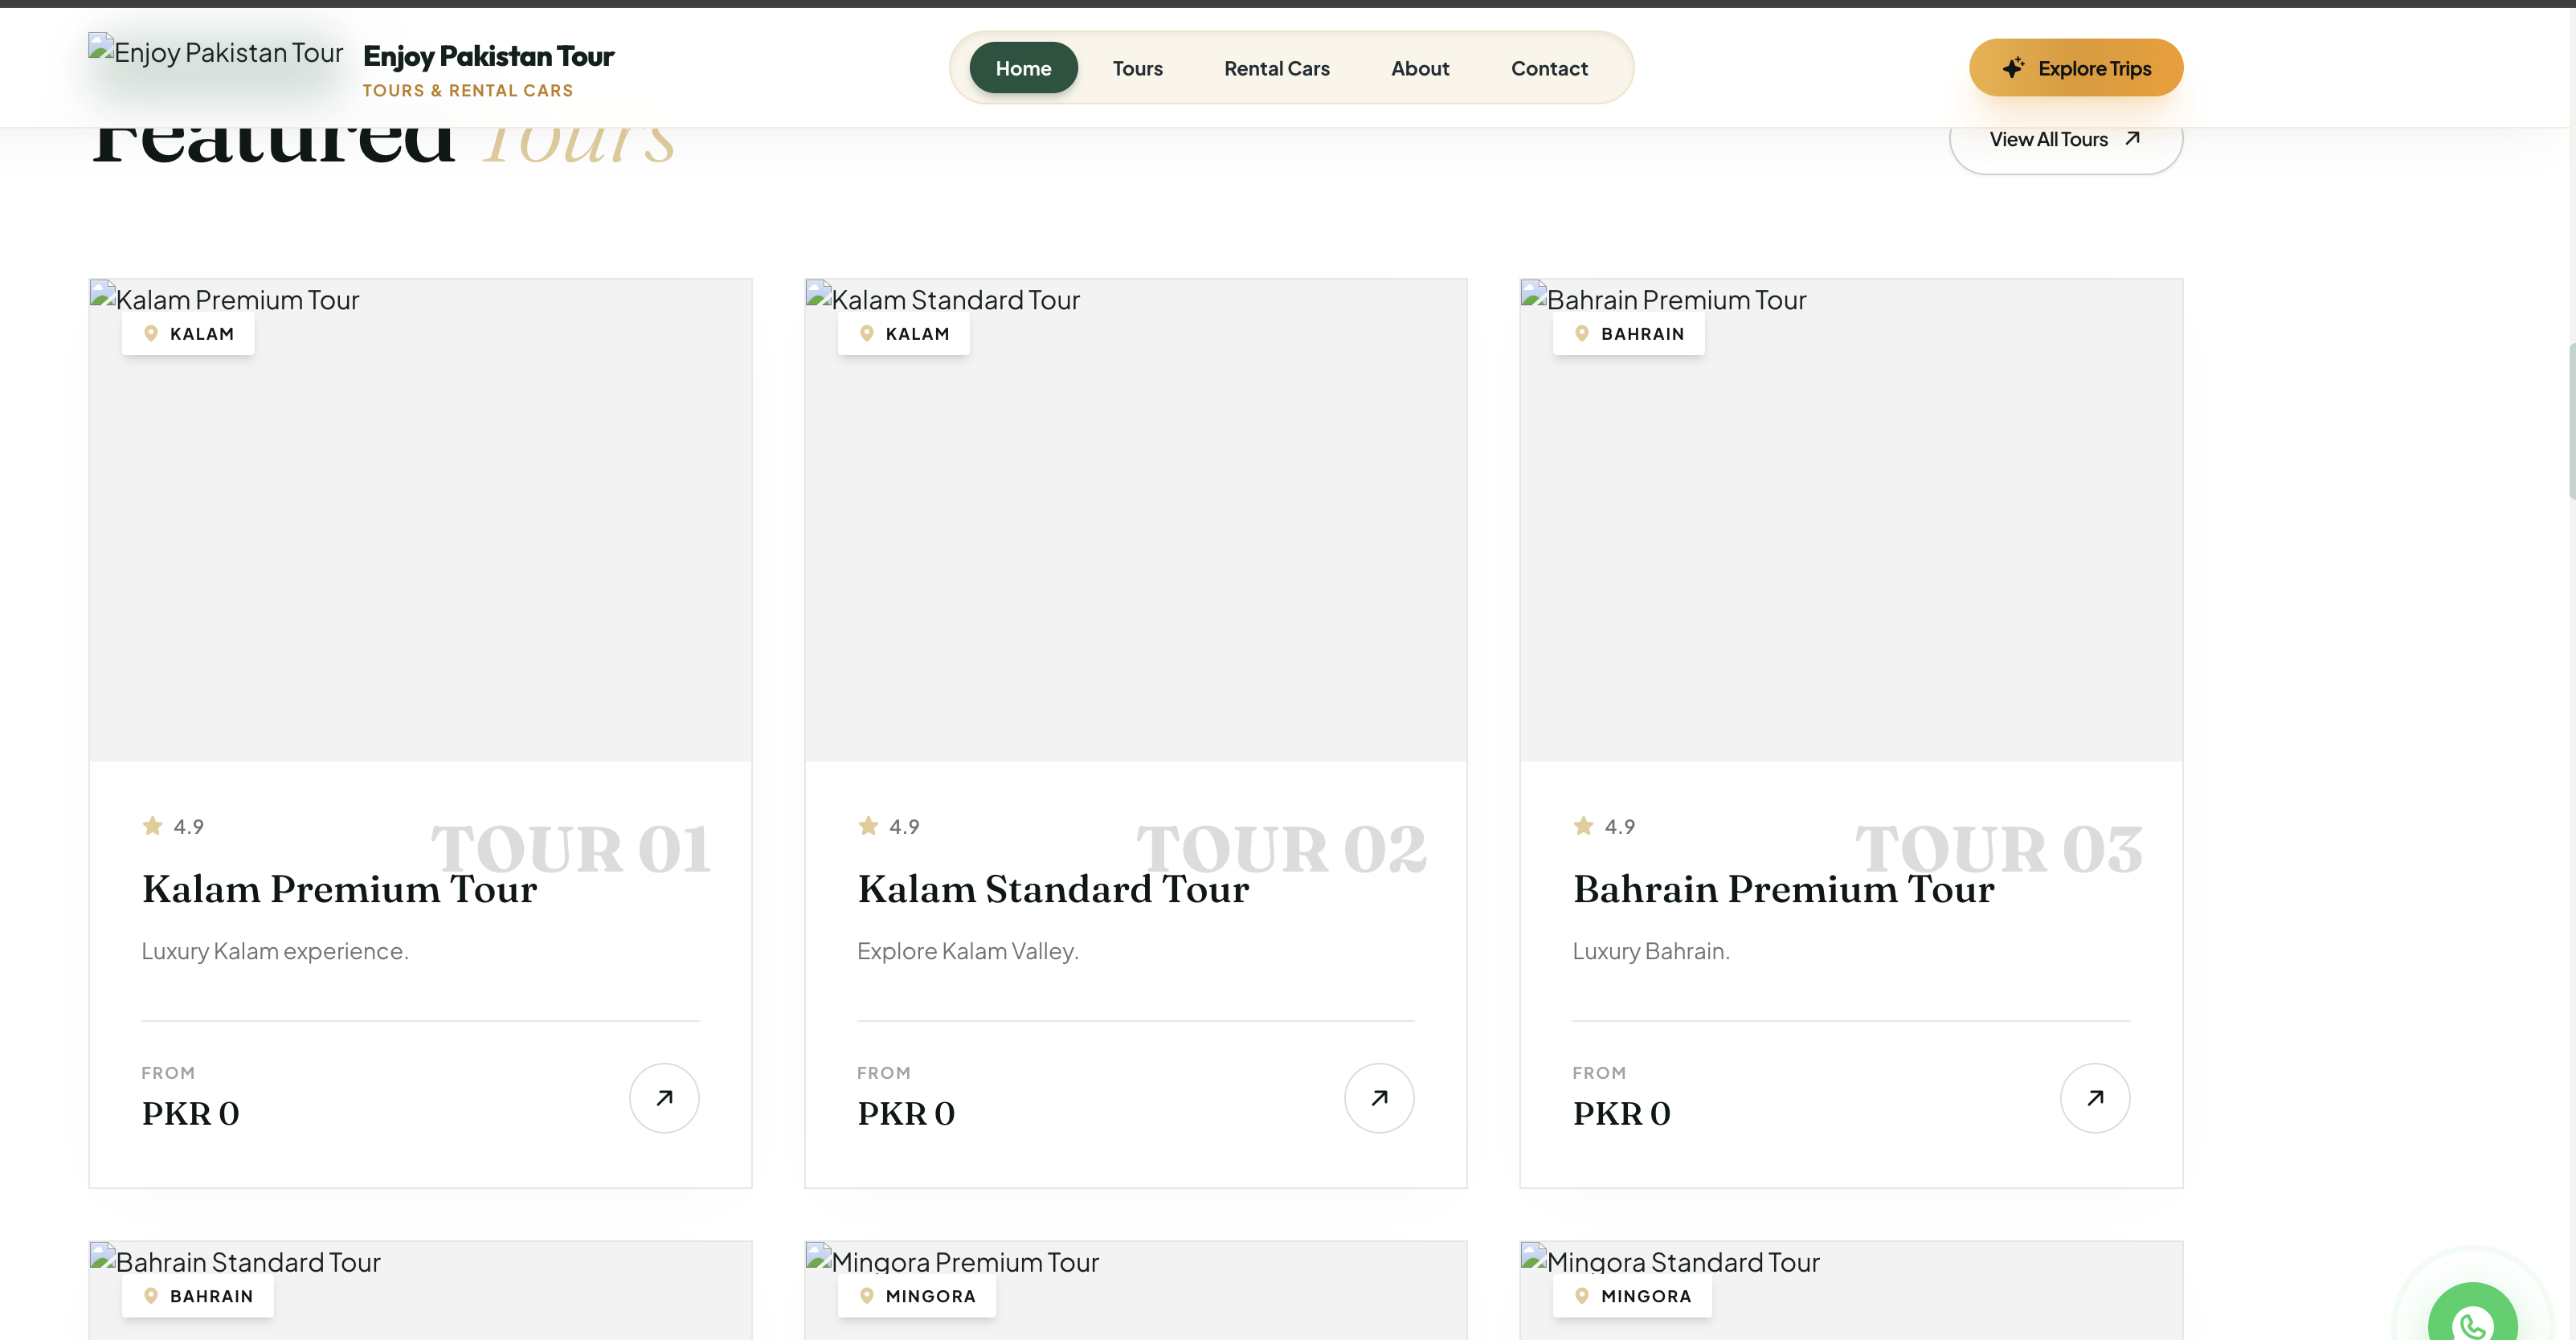 Enjoy Pakistan Tour
Enjoy Pakistan Tour
TOURS & RENTAL CARS
Home
Tours
Rental Cars
About
Contact
Explore Trips
Featured Tours
View All Tours
Kalam Premium Tour
KALAM
4.9
TOUR 01
Kalam Premium Tour
Luxury Kalam experience.
FROM
PKR 0
Kalam Standard Tour
KALAM
4.9
TOUR 02
Kalam Standard Tour
Explore Kalam Valley.
FROM
PKR 0
Bahrain Premium Tour
BAHRAIN
4.9
TOUR 03
Bahrain Premium Tour
Luxury Bahrain.
FROM
PKR 0
Bahrain Standard Tour
BAHRAIN
Mingora Premium Tour
MINGORA
Mingora Standard Tour
MINGORA